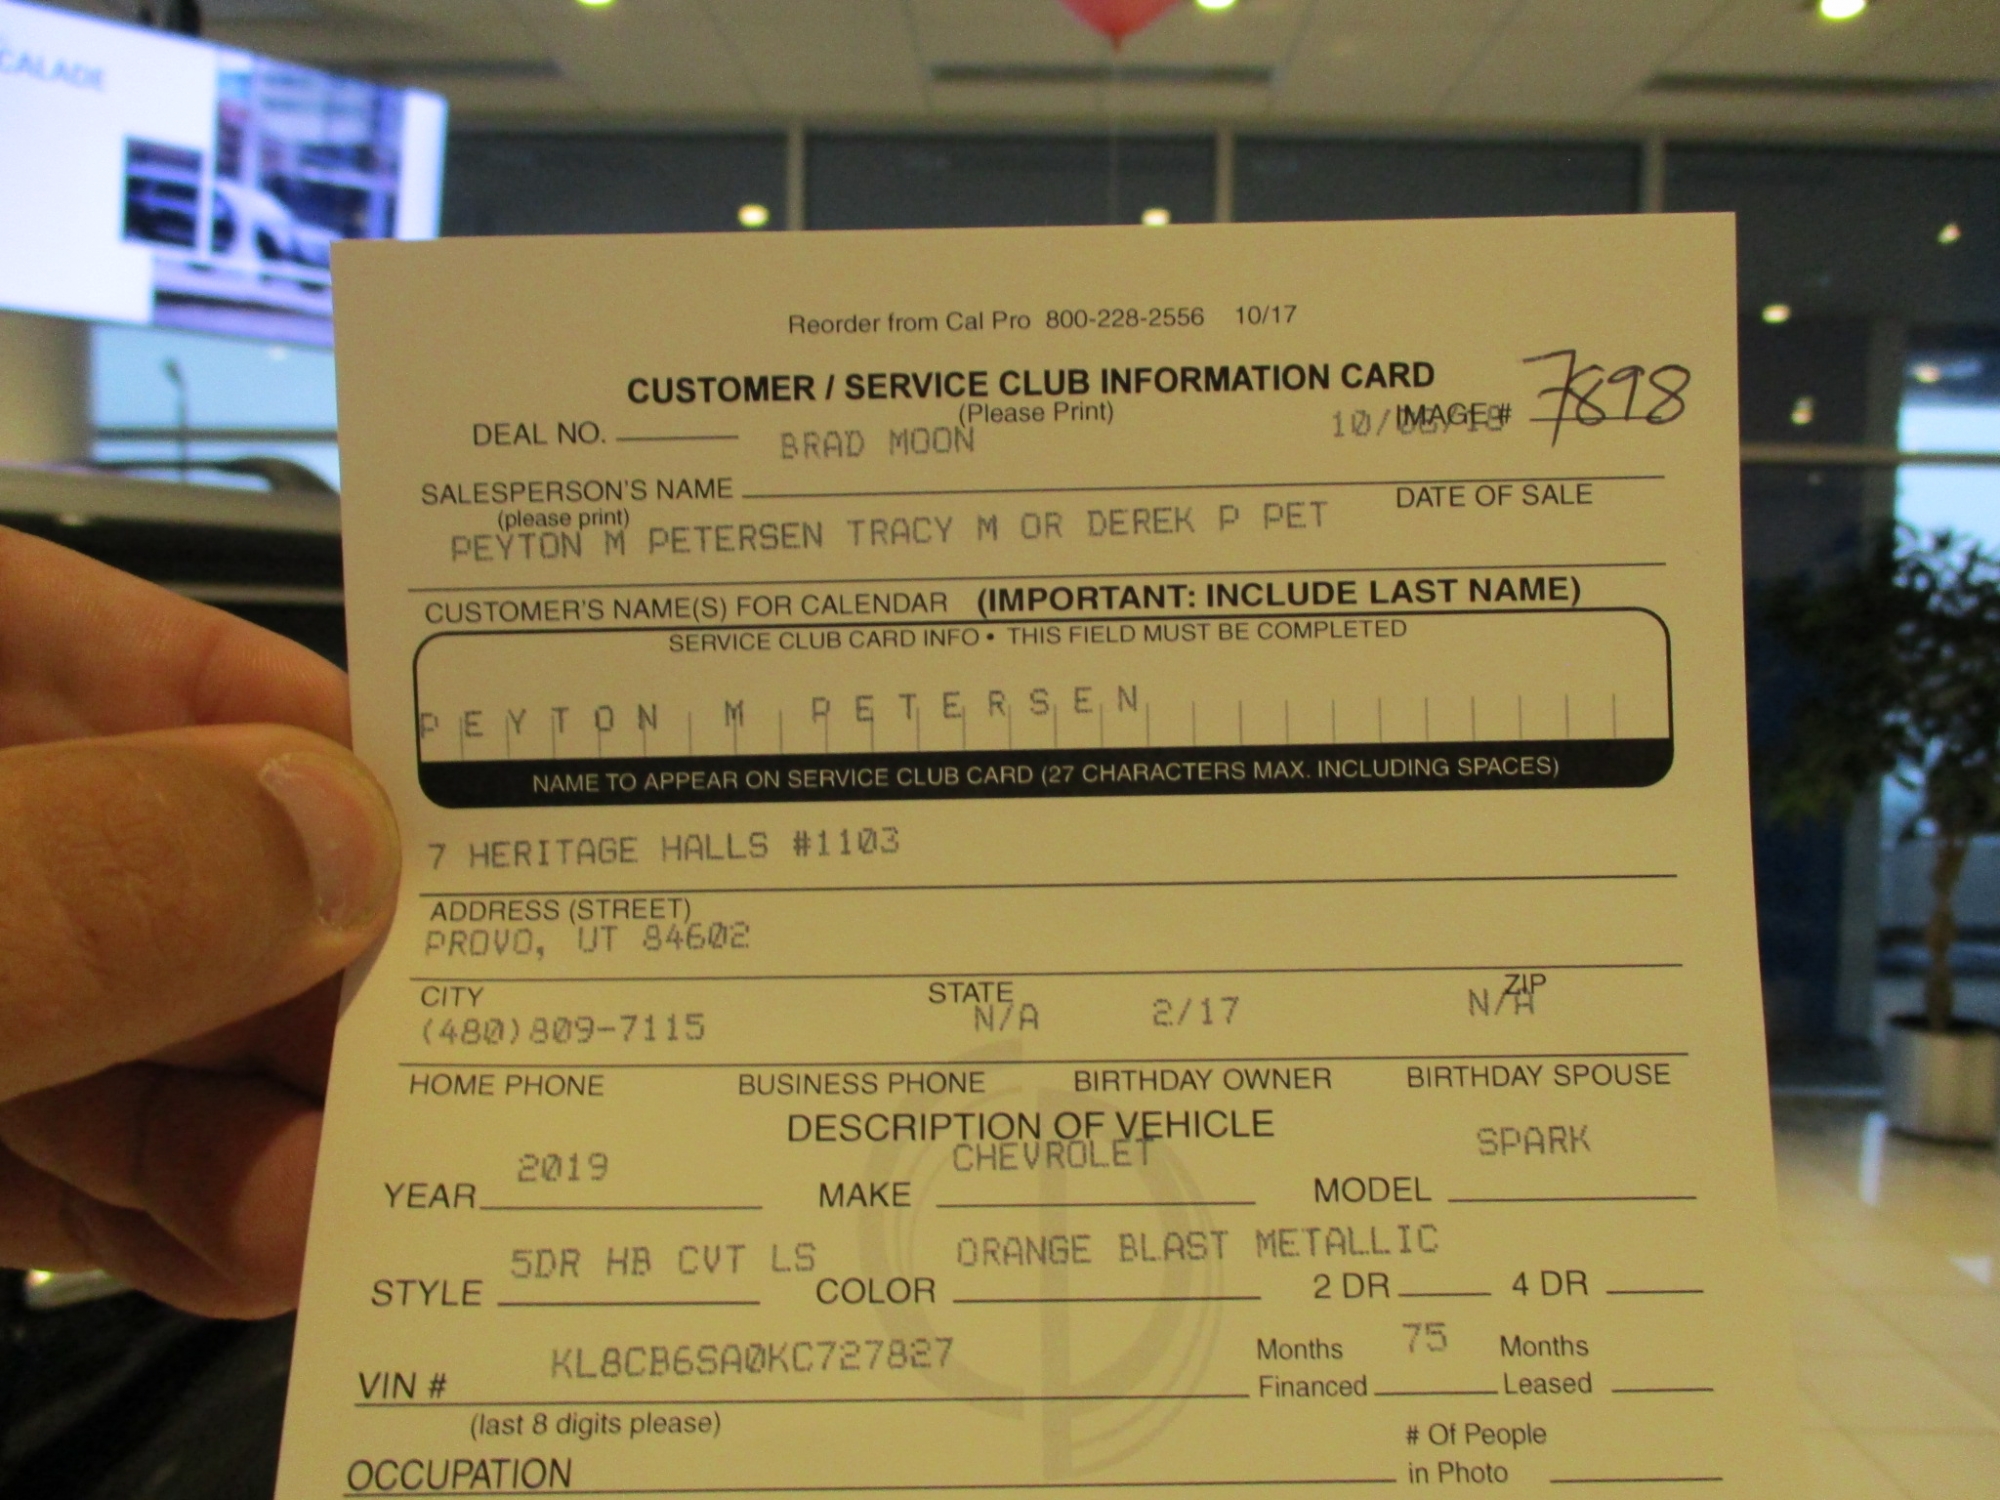 CALADE
Reorder from Cal Pro 800-228-2556 10/17
CUSTOMER / SERVICE CLUB INFORMATION CARD
(Please Print)
DEAL NO. BRAD MOON IMAGE # 7898
SALESPERSON'S NAME DATE OF SALE
(please print)
PEYTON M PETERSEN TRACY M OR DEREK P PET
CUSTOMER'S NAME(S) FOR CALENDAR (IMPORTANT: INCLUDE LAST NAME)
SERVICE CLUB CARD INFO • THIS FIELD MUST BE COMPLETED
PEYTON M PETERSEN
NAME TO APPEAR ON SERVICE CLUB CARD (27 CHARACTERS MAX. INCLUDING SPACES)
7 HERITAGE HALLS #1103
ADDRESS (STREET)
PROVO, UT 84602
CITY STATE ZIP
(480)809-7115 N/A 2/17 N/A
HOME PHONE BUSINESS PHONE BIRTHDAY OWNER BIRTHDAY SPOUSE
DESCRIPTION OF VEHICLE
2019 CHEVROLET SPARK
YEAR MAKE MODEL
5DR HB CVT LS ORANGE BLAST METALLIC
STYLE COLOR 2 DR 4 DR
KL8CB6SA0KC727827 Months 75 Months
VIN # Financed Leased
(last 8 digits please)
# Of People
OCCUPATION in Photo